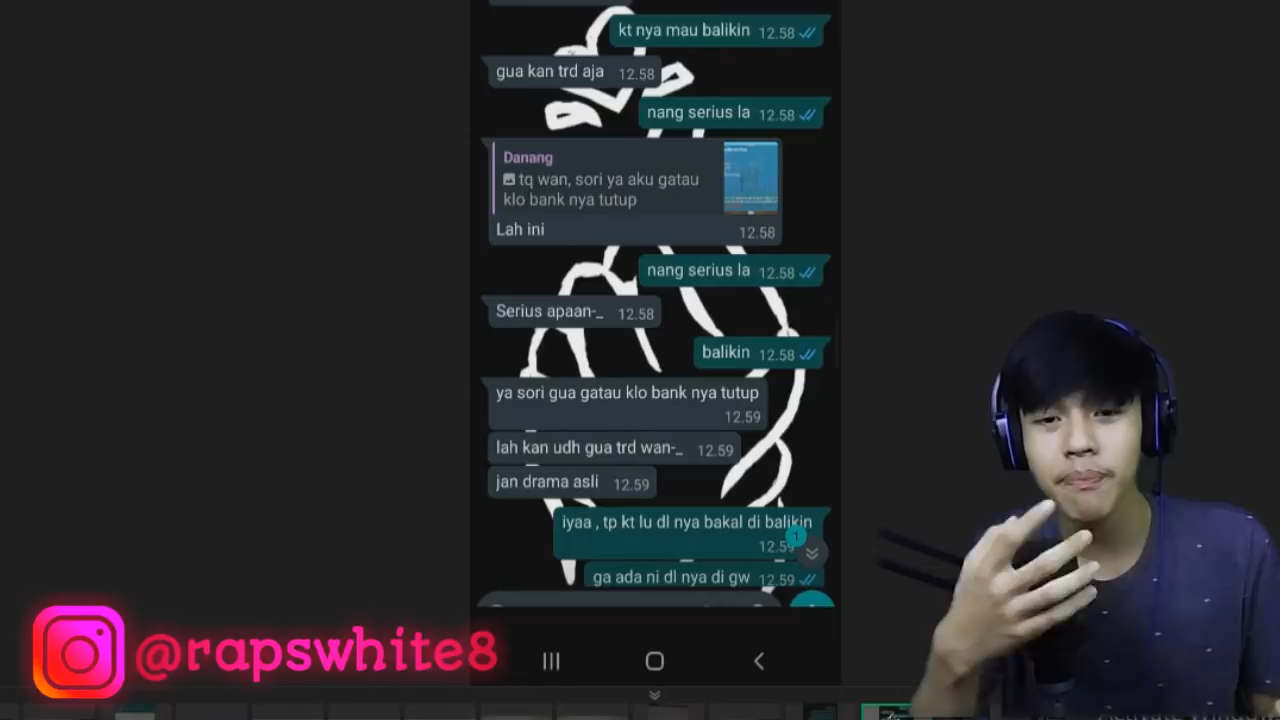 kt nya mau balikin 12.58
gua kan trd aja 12.58
nang serius la 12.58
Danang
tq wan, sori ya aku gatau
klo bank nya tutup
Lah ini 12.58
nang serius la 12.58
Serius apaan-_ 12.58
balikin 12.58
ya sori gua gatau klo bank nya tutup
12.59
lah kan udh gua trd wan-_ 12.59
jan drama asli 12.59
iyaa , tp kt lu dl nya bakal di balikin
12.59
1
ga ada ni dl nya di gw 12.59
@rapswhite8